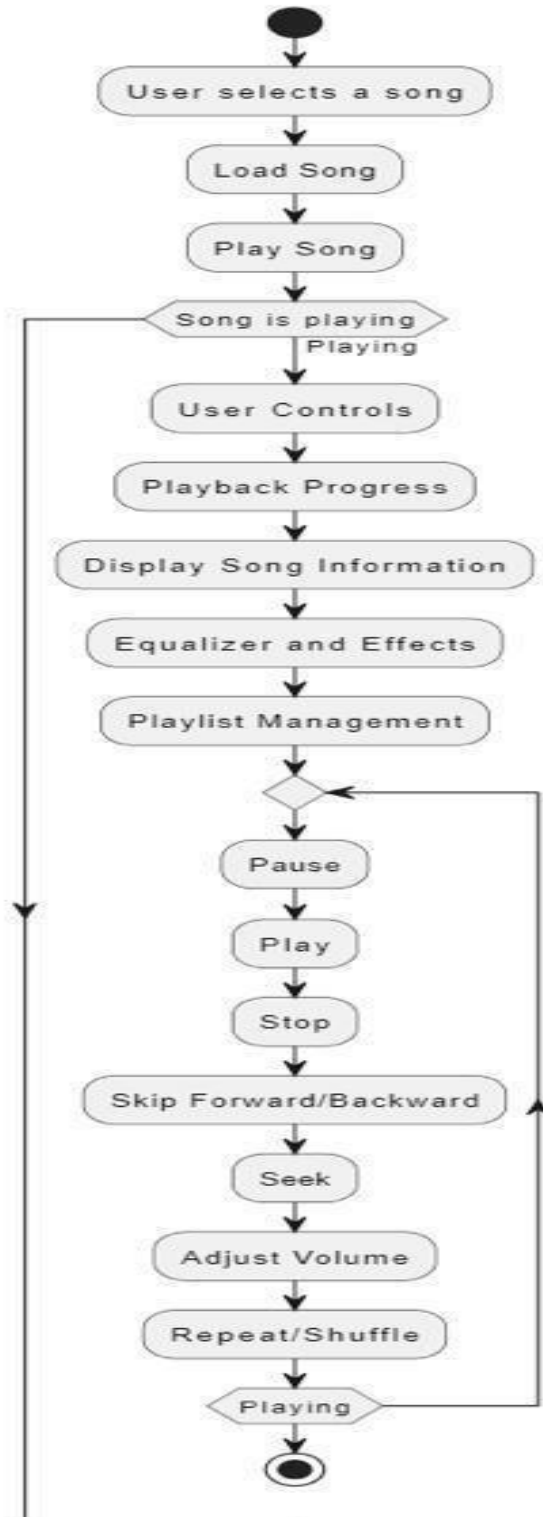 User selects a song
Load Song
Play Song
Song is playing
Playing
User Controls
Playback Progress
Display Song Information
Equalizer and Effects
Playlist Management
Pause
Play
Stop
Skip Forward/Backward
Seek
Adjust Volume
Repeat/Shuffle
Playing